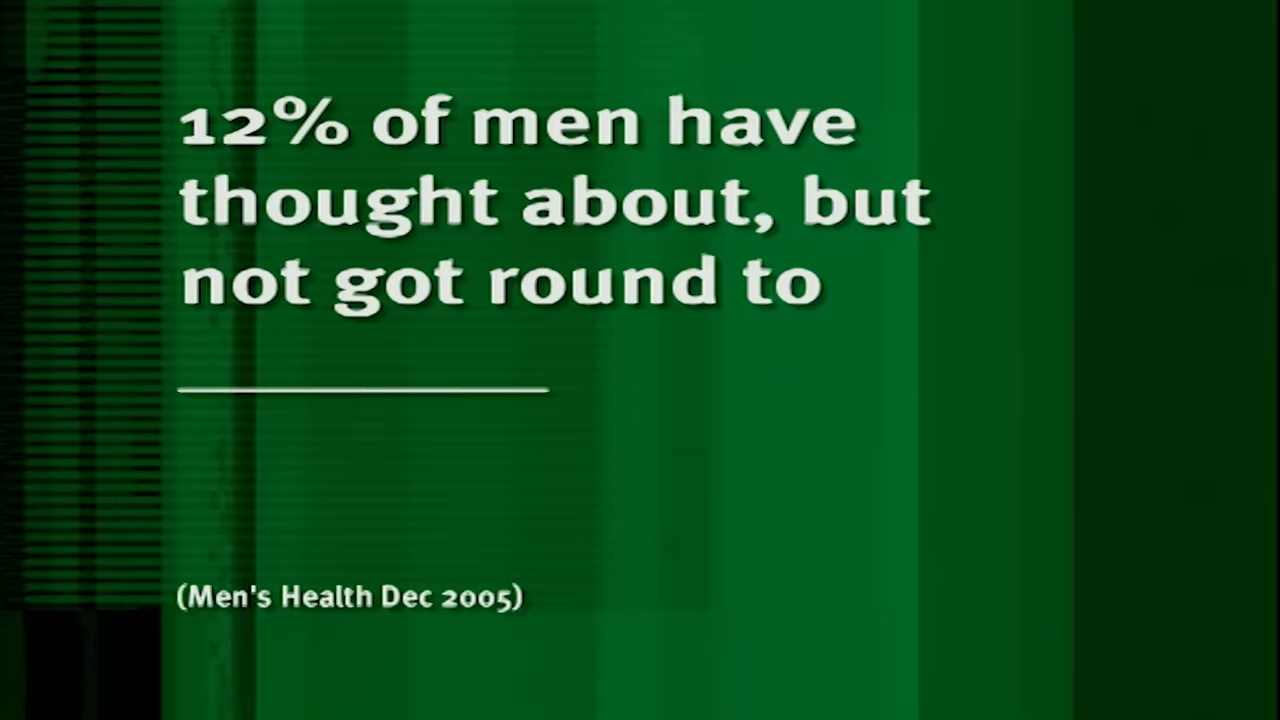 12% of men have
thought about, but
not got round to
(Men's Health Dec 2005)